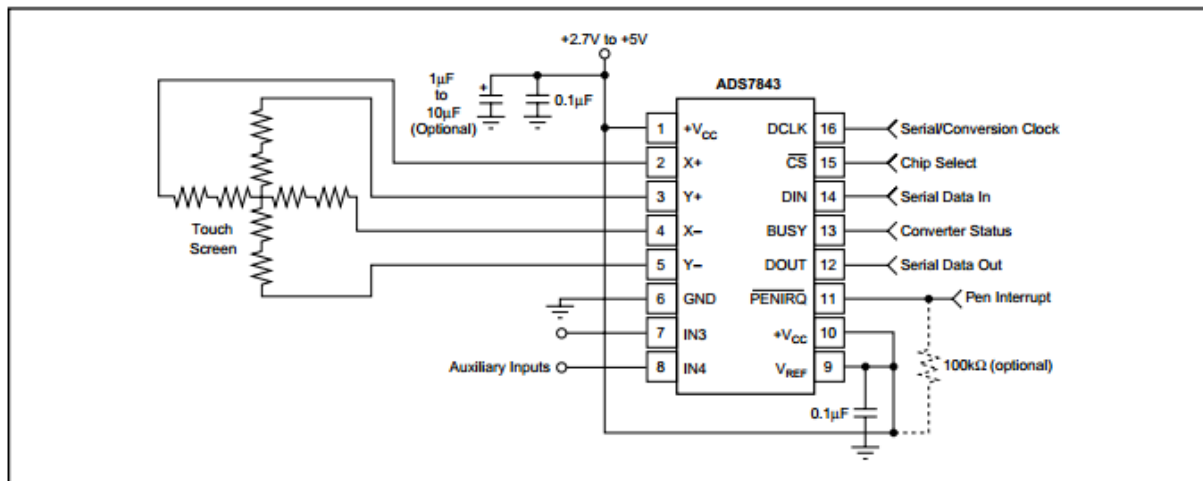 +2.7V to +5V
1µF
to
10µF
(Optional)
0.1µF
ADS7843
1 +VCC DCLK 16 Serial/Conversion Clock
2 X+ CS 15 Chip Select
3 Y+ DIN 14 Serial Data In
4 X– BUSY 13 Converter Status
5 Y– DOUT 12 Serial Data Out
6 GND PENIRQ 11 Pen Interrupt
7 IN3 +VCC 10
8 IN4 VREF 9
Touch
Screen
Auxiliary Inputs
100kΩ (optional)
0.1µF